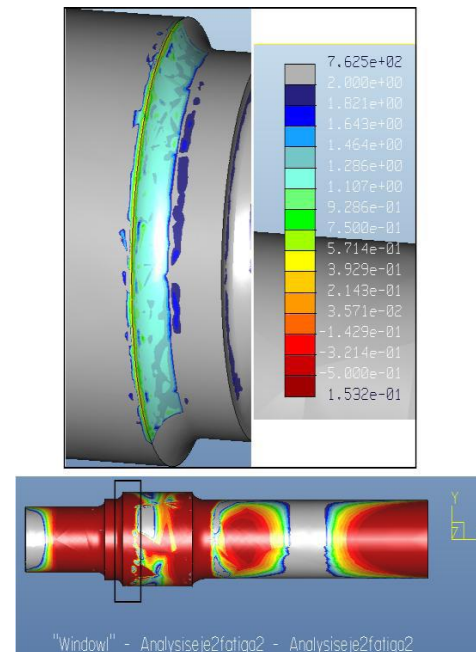 7.625e+02
2.000e+00
1.821e+00
1.643e+00
1.464e+00
1.286e+00
1.107e+00
9.286e-01
7.500e-01
5.714e-01
3.929e-01
2.143e-01
3.571e-02
-1.429e-01
-3.214e-01
-5.000e-01
1.532e-01
Y
Z
"Windowl" - Analysiseje2fatiga2 - Analysiseje2fatiga2